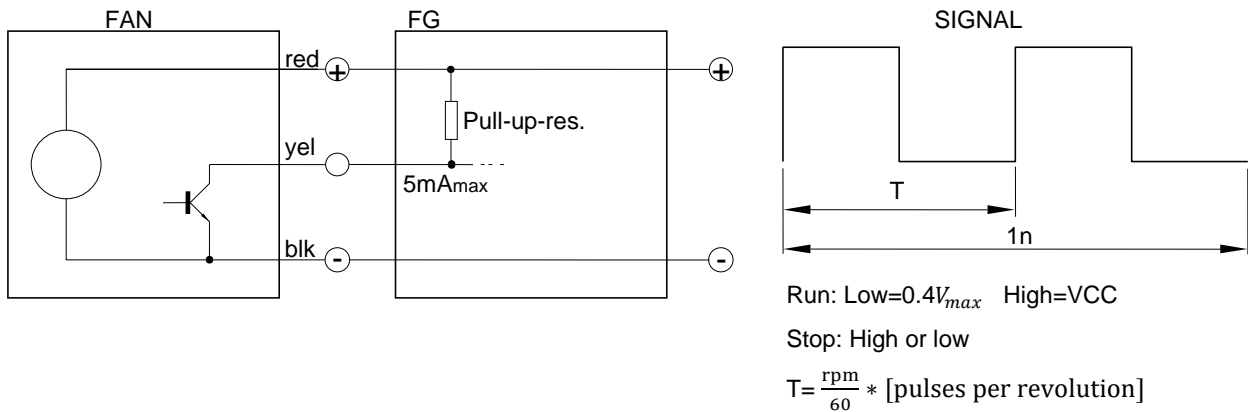 FAN
FG
SIGNAL
red
+
+
Pull-up-res.
yel
5mAmax
T
1n
blk
-
-
Run: Low=0.4Vmax High=VCC
Stop: High or low
T= rpm/60 * [pulses per revolution]